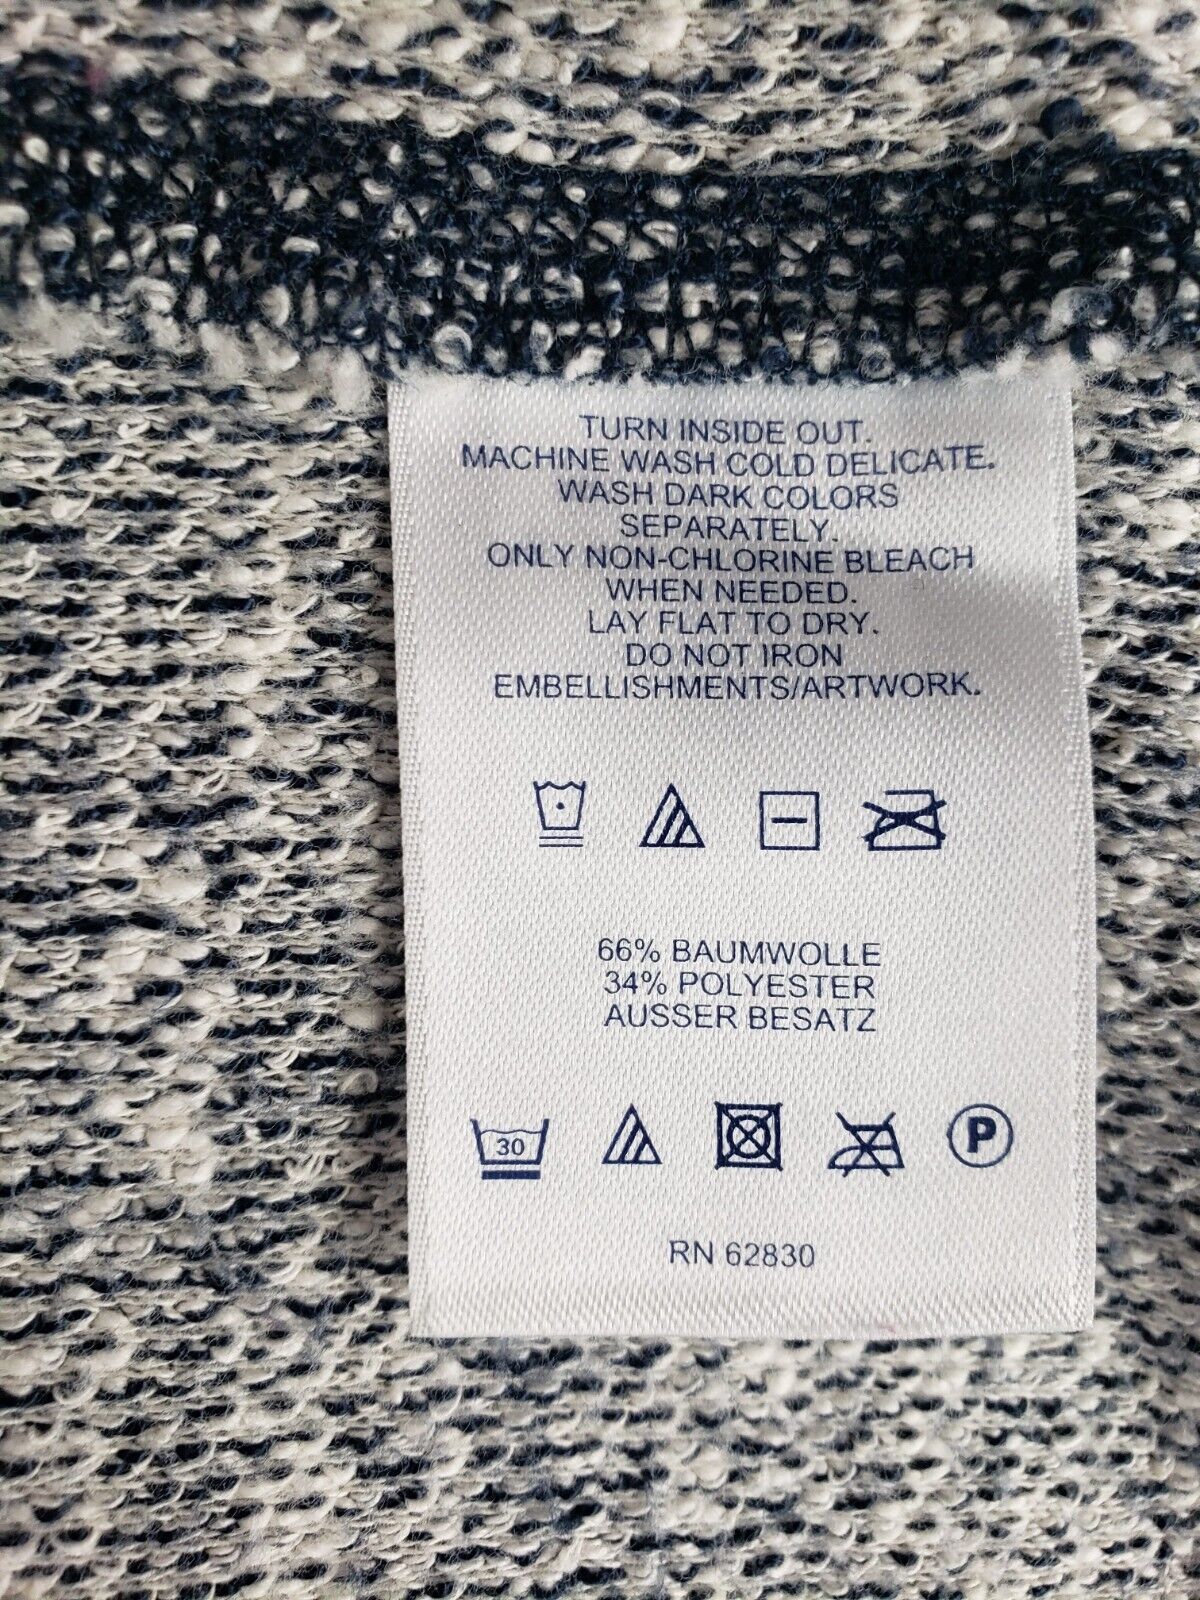 TURN INSIDE OUT.
MACHINE WASH COLD DELICATE.
WASH DARK COLORS
SEPARATELY.
ONLY NON-CHLORINE BLEACH
WHEN NEEDED.
LAY FLAT TO DRY.
DO NOT IRON
EMBELLISHMENTS/ARTWORK.
66% BAUMWOLLE
34% POLYESTER
AUSSER BESATZ
30 P
RN 62830